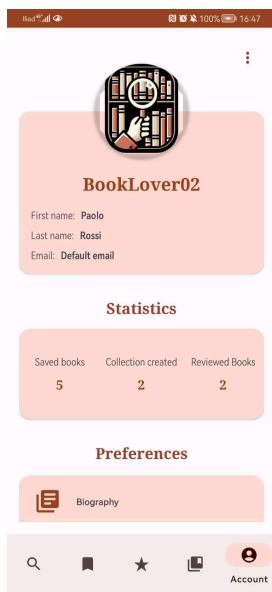 Iliad 4G 100% 16:47
BookLover02
First name: Paolo
Last name: Rossi
Email: Default email
Statistics
Saved books Collection created Reviewed Books
5 2 2
Preferences
Biography
Account